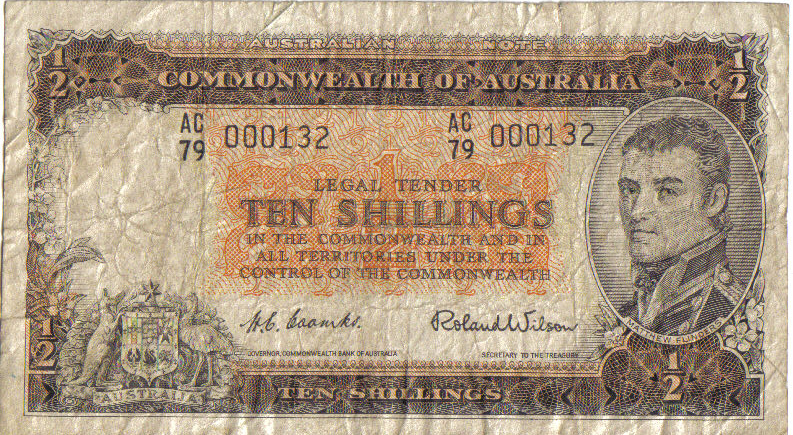 AUSTRALIAN NOTE
1/2 COMMONWEALTH OF AUSTRALIA 1/2
AC 79 000132 AC 79 000132
LEGAL TENDER
TEN SHILLINGS
IN THE COMMONWEALTH AND IN
ALL TERRITORIES UNDER THE
CONTROL OF THE COMMONWEALTH
H.C. Coombs. Roland Wilson
MATTHEW FLINDERS
GOVERNOR, COMMONWEALTH BANK OF AUSTRALIA SECRETARY TO THE TREASURY
1/2 1/2
AUSTRALIA TEN SHILLINGS